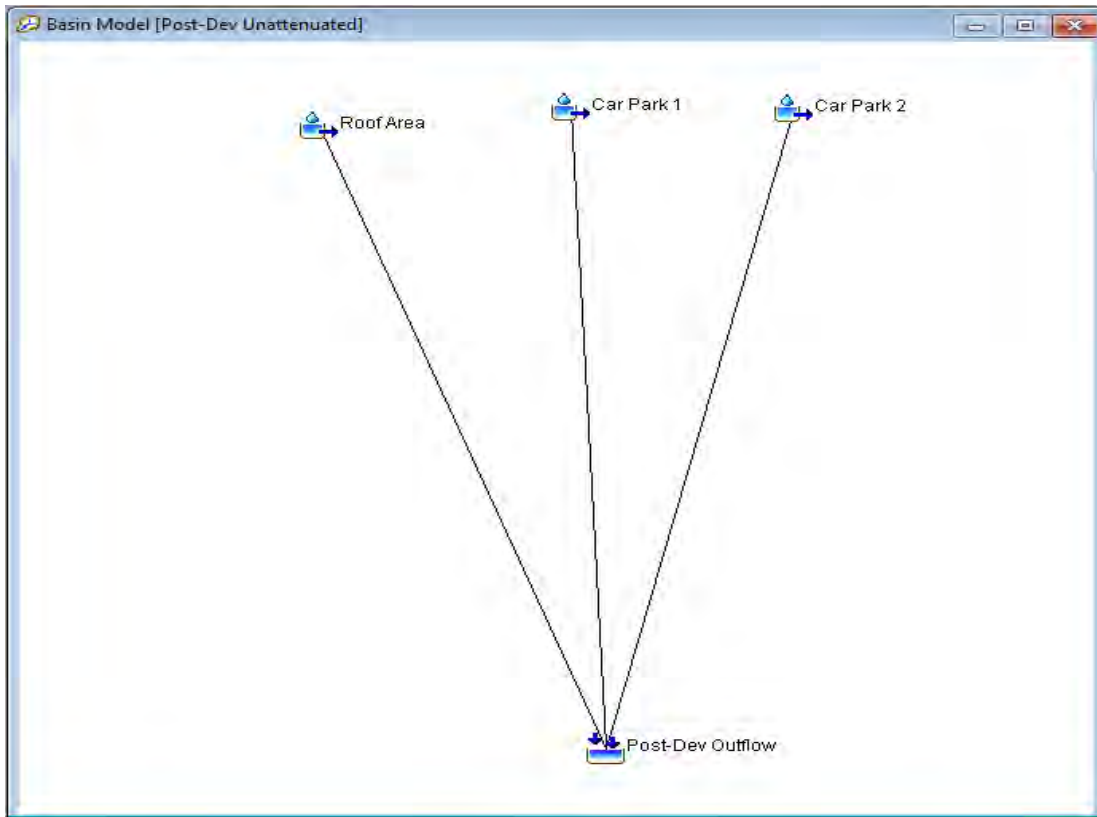 Basin Model [Post-Dev Unattenuated]
Roof Area
Car Park 1
Car Park 2
Post-Dev Outflow